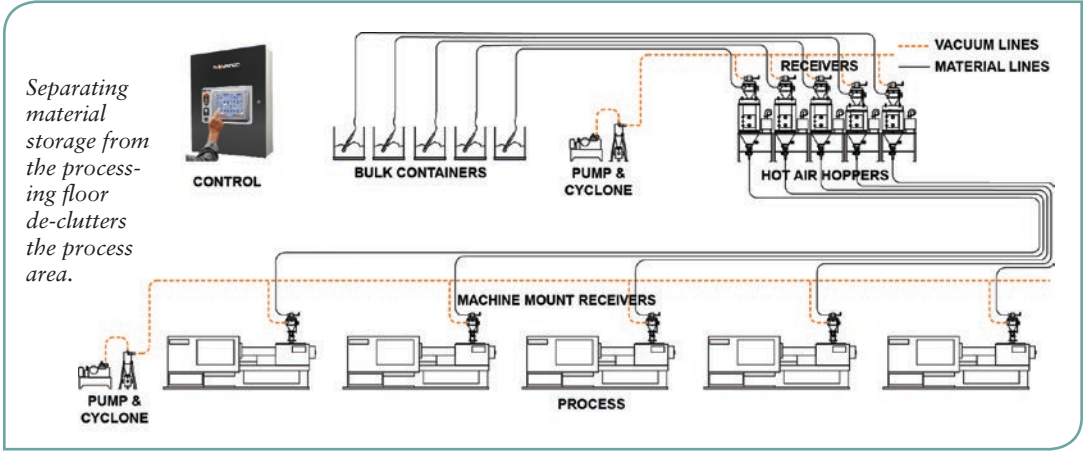 Separating
material
storage from
the process-
ing floor
de-clutters
the process
area.
CONTROL
BULK CONTAINERS
PUMP &
CYCLONE
RECEIVERS
HOT AIR HOPPERS
VACUUM LINES
MATERIAL LINES
MACHINE MOUNT RECEIVERS
PUMP &
CYCLONE
PROCESS